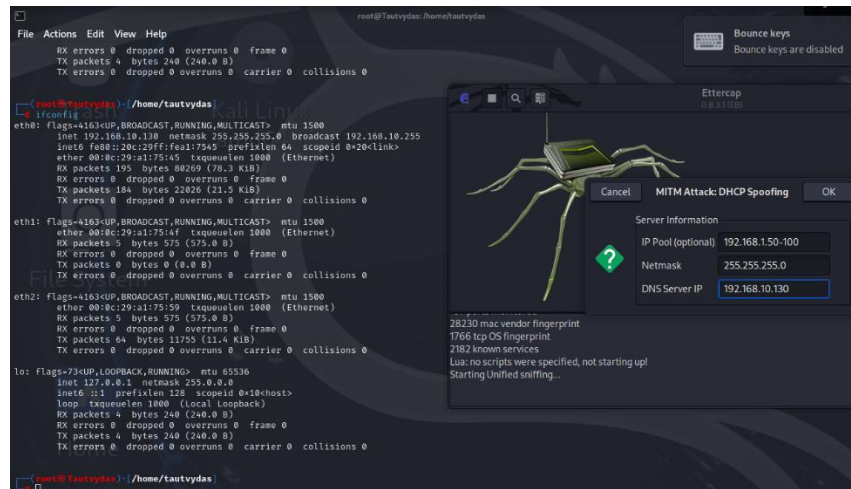 root@Tautvydas: /home/tautvydas
File Actions Edit View Help
RX errors 0 dropped 0 overruns 0 frame 0
TX packets 4 bytes 240 (240.0 B)
TX errors 0 dropped 0 overruns 0 carrier 0 collisions 0
(root㉿Tautvydas)-[/home/tautvydas]
# ifconfig
eth0: flags=4163<UP,BROADCAST,RUNNING,MULTICAST> mtu 1500
inet 192.168.10.130 netmask 255.255.255.0 broadcast 192.168.10.255
inet6 fe80::20c:29ff:fea1:7545 prefixlen 64 scopeid 0×20<link>
ether 00:0c:29:a1:75:45 txqueuelen 1000 (Ethernet)
RX packets 195 bytes 80269 (78.3 KiB)
RX errors 0 dropped 0 overruns 0 frame 0
TX packets 184 bytes 22026 (21.5 KiB)
TX errors 0 dropped 0 overruns 0 carrier 0 collisions 0
eth1: flags=4163<UP,BROADCAST,RUNNING,MULTICAST> mtu 1500
ether 00:0c:29:a1:75:4f txqueuelen 1000 (Ethernet)
RX packets 5 bytes 575 (575.0 B)
RX errors 0 dropped 0 overruns 0 frame 0
TX packets 0 bytes 0 (0.0 B)
TX errors 0 dropped 0 overruns 0 carrier 0 collisions 0
eth2: flags=4163<UP,BROADCAST,RUNNING,MULTICAST> mtu 1500
ether 00:0c:29:a1:75:59 txqueuelen 1000 (Ethernet)
RX packets 5 bytes 575 (575.0 B)
RX errors 0 dropped 0 overruns 0 frame 0
TX packets 64 bytes 11755 (11.4 KiB)
TX errors 0 dropped 0 overruns 0 carrier 0 collisions 0
lo: flags=73<UP,LOOPBACK,RUNNING> mtu 65536
inet 127.0.0.1 netmask 255.0.0.0
inet6 ::1 prefixlen 128 scopeid 0×10<host>
loop txqueuelen 1000 (Local Loopback)
RX packets 4 bytes 240 (240.0 B)
RX errors 0 dropped 0 overruns 0 frame 0
TX packets 4 bytes 240 (240.0 B)
TX errors 0 dropped 0 overruns 0 carrier 0 collisions 0
(root㉿Tautvydas)-[/home/tautvydas]
#
Trash
Kali Linux
File System
Home
Bounce keys
Bounce keys are disabled
Ettercap
0.8.3.1 (EB)
Cancel
MITM Attack: DHCP Spoofing
OK
Server Information
IP Pool (optional) 192.168.1.50-100
Netmask 255.255.255.0
DNS Server IP 192.168.10.130
28230 mac vendor fingerprint
1766 tcp OS fingerprint
2182 known services
Lua: no scripts were specified, not starting up!
Starting Unified sniffing...